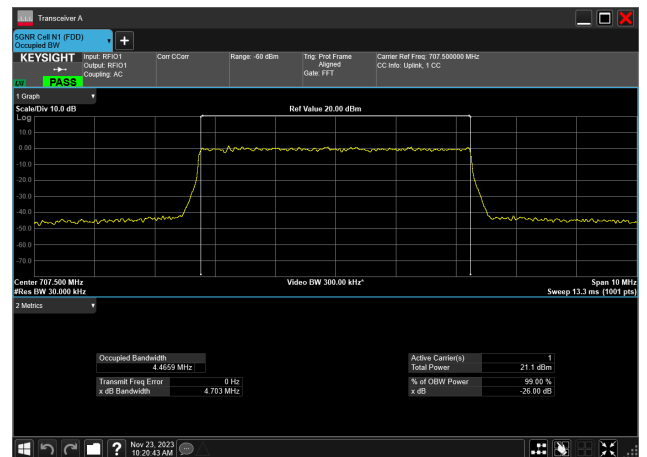 Transceiver A
5GNR Cell N1 (FDD)
Occupied BW
KEYSIGHT
LXI
PASS
Input: RFIO1
Output: RFIO1
Coupling: AC
Corr CCorr
Range: -60 dBm
Trig: Prot Frame
Aligned
Gate: FFT
Carrier Ref Freq: 707.500000 MHz
CC Info: Uplink, 1 CC
1 Graph
Scale/Div 10.0 dB
Ref Value 20.00 dBm
Log
10.0
0.00
-10.0
-20.0
-30.0
-40.0
-50.0
-60.0
-70.0
Center 707.500 MHz
Video BW 300.00 kHz*
Span 10 MHz
#Res BW 30.000 kHz
Sweep 13.3 ms (1001 pts)
2 Metrics
Occupied Bandwidth
4.4659 MHz
Active Carrier(s) 1
Total Power 21.1 dBm
Transmit Freq Error 0 Hz
x dB Bandwidth 4.703 MHz
% of OBW Power 99.00 %
x dB -26.00 dB
?
Nov 23, 2023
10:20:43 AM